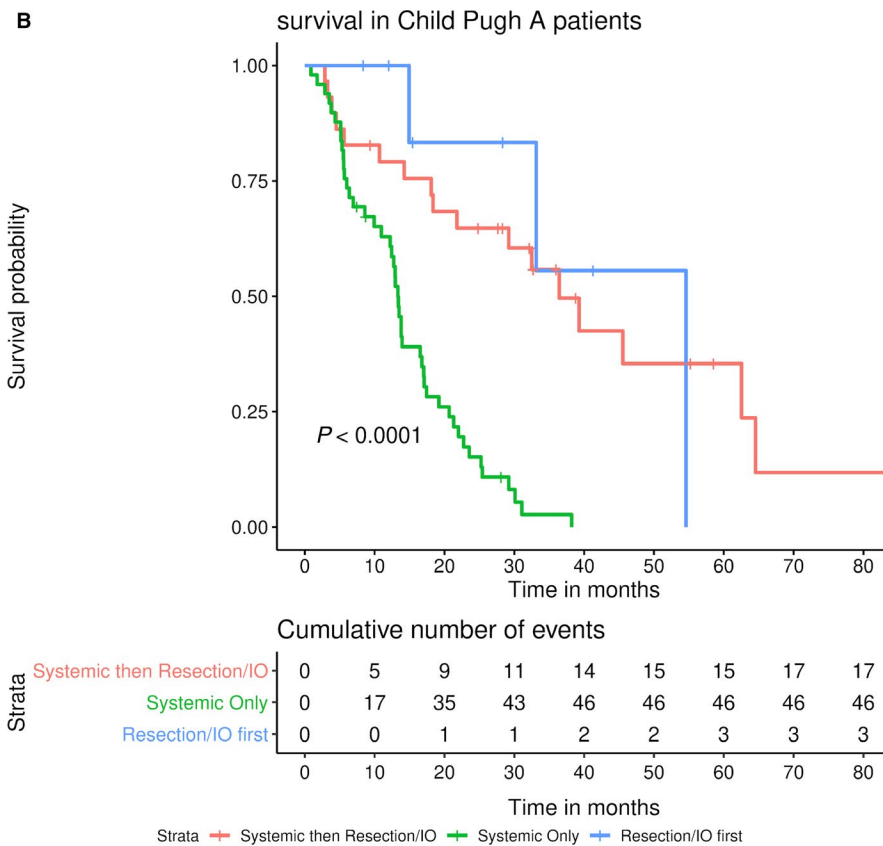 B
survival in Child Pugh A patients
Survival probability
1.00
0.75
0.50
0.25
0.00
P < 0.0001
0 10 20 30 40 50 60 70 80
Time in months
Cumulative number of events
Strata
Systemic then Resection/IO 0 5 9 11 14 15 15 17 17
Systemic Only 0 17 35 43 46 46 46 46 46
Resection/IO first 0 0 1 1 2 2 3 3 3
0 10 20 30 40 50 60 70 80
Time in months
Strata Systemic then Resection/IO Systemic Only Resection/IO first